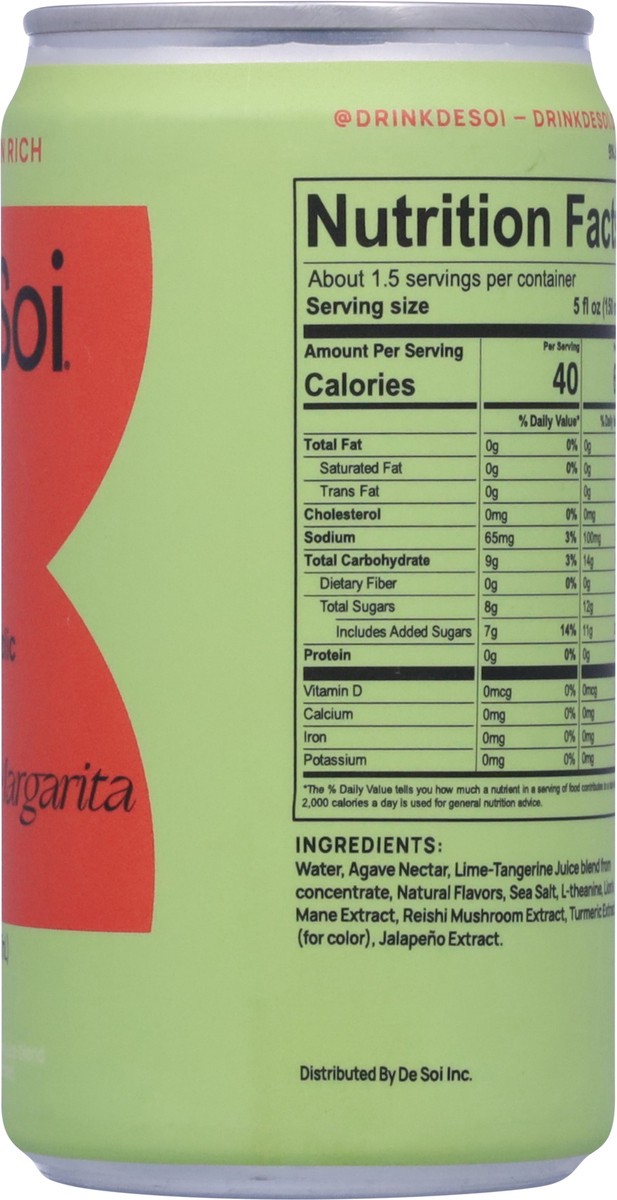 @DRINKDESOI – DRINKDESOI
N RICH
Soi
Margarita
Nutrition Facts
About 1.5 servings per container
Serving size 5 fl oz (150
Amount Per Serving Per Serving
Calories 40
% Daily Value* % Daily
Total Fat 0g 0% 0g
Saturated Fat 0g 0% 0g
Trans Fat 0g 0g
Cholesterol 0mg 0% 0mg
Sodium 65mg 3% 100mg
Total Carbohydrate 9g 3% 14g
Dietary Fiber 0g 0% 0g
Total Sugars 8g 12g
Includes Added Sugars 7g 14% 11g
Protein 0g 0% 0g
Vitamin D 0mcg 0% 0mcg
Calcium 0mg 0% 0mg
Iron 0mg 0% 0mg
Potassium 0mg 0% 0mg
*The % Daily Value tells you how much a nutrient in a serving of food contributes to a
2,000 calories a day is used for general nutrition advice.
INGREDIENTS:
Water, Agave Nectar, Lime-Tangerine Juice blend from
concentrate, Natural Flavors, Sea Salt, L-theanine, Lion's
Mane Extract, Reishi Mushroom Extract, Turmeric Extract
(for color), Jalapeño Extract.
Distributed By De Soi Inc.